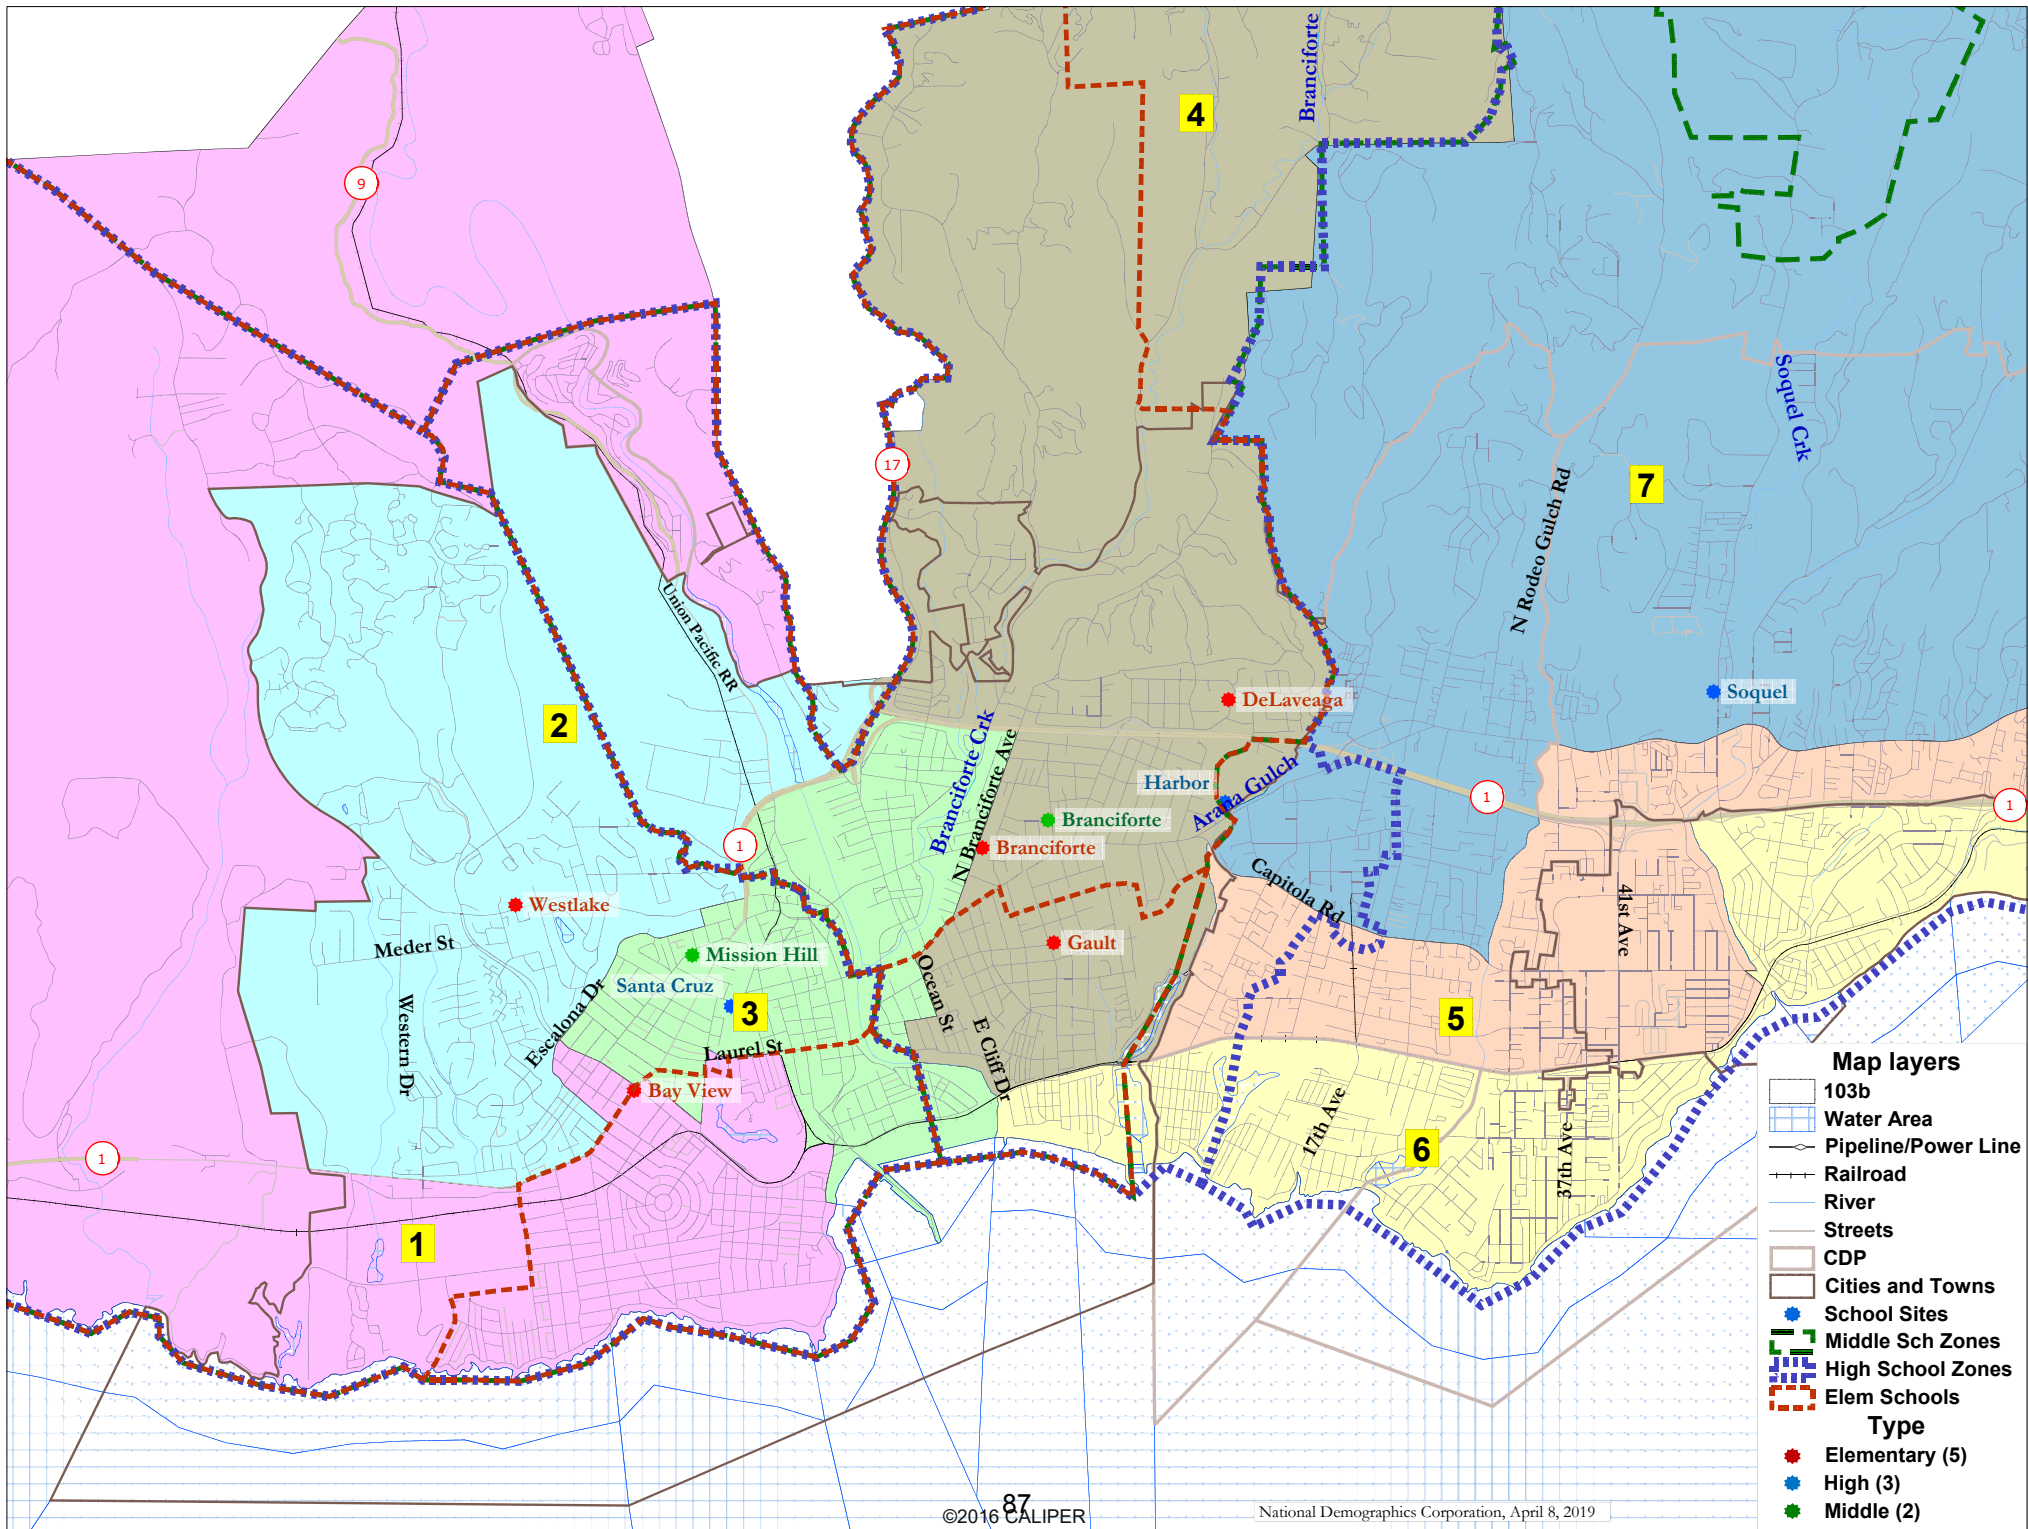 Branciforte
4
9
Soquel Crk
17
7
N Rodeo Gulch Rd
Union Pacific RR
2
DeLaveaga
Soquel
Branciforte Crk
N Branciforte Ave
Harbor
Arana Gulch
1
1
1
Branciforte
Branciforte
Westlake
Capitola Rd
41st Ave
Meder St
Mission Hill
Gault
Santa Cruz
3
Ocean St
5
Western Dr
Escalona Dr
Laurel St
E Cliff Dr
Bay View
17th Ave
6
37th Ave
1
1
Map layers
103b
Water Area
Pipeline/Power Line
Railroad
River
Streets
CDP
Cities and Towns
School Sites
Middle Sch Zones
High School Zones
Elem Schools
Type
Elementary (5)
High (3)
Middle (2)
87
©2016 CALIPER
National Demographics Corporation, April 8, 2019